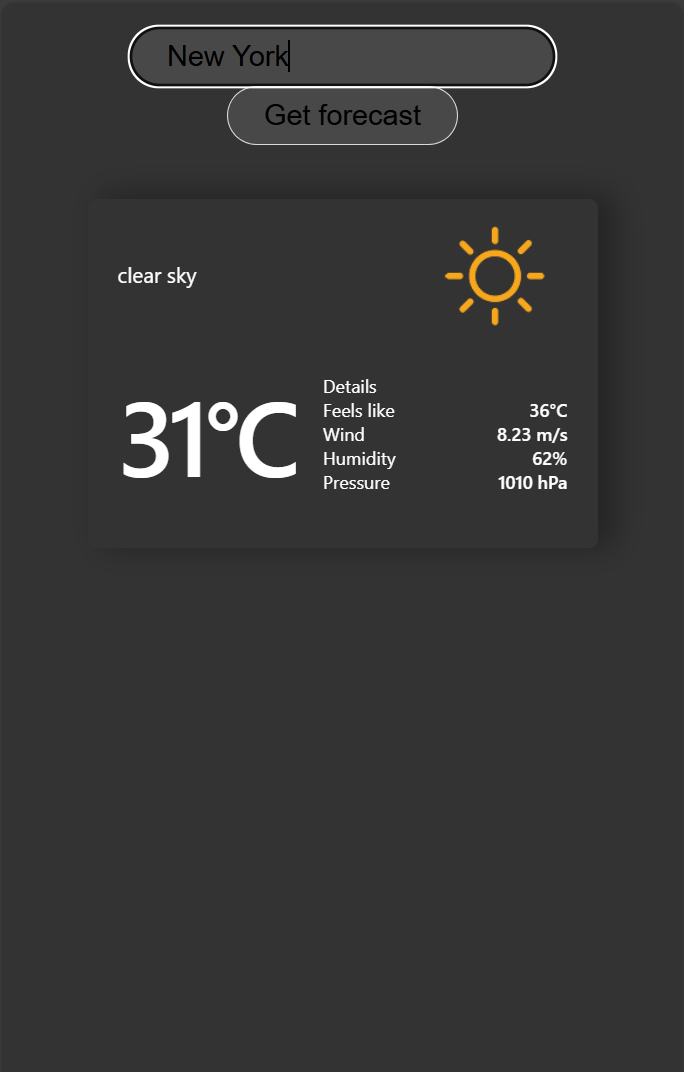 New York
Get forecast
clear sky
31°C
Details
Feels like 36°C
Wind 8.23 m/s
Humidity 62%
Pressure 1010 hPa